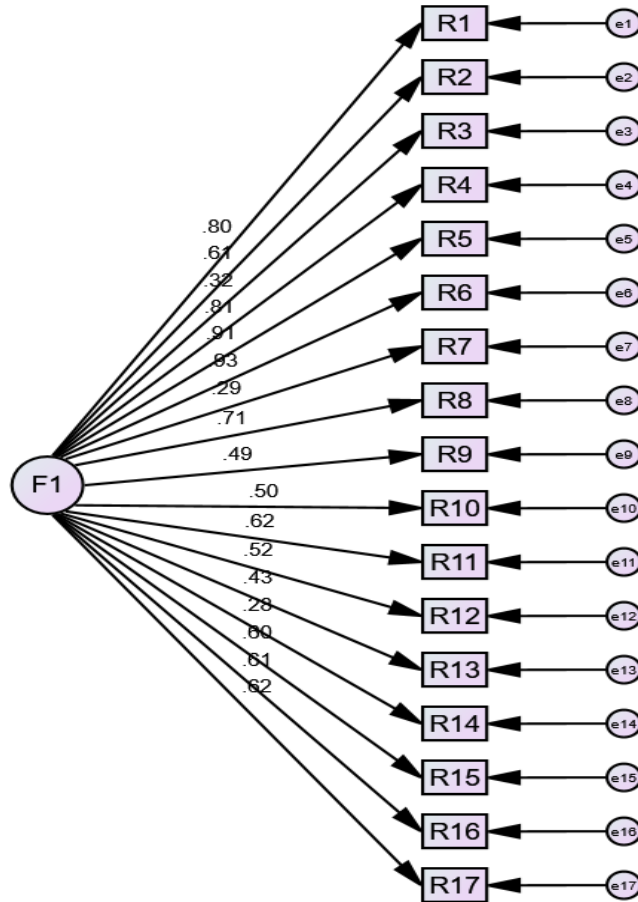 R1 e1
R2 e2
R3 e3
R4 e4
R5 e5
R6 e6
R7 e7
R8 e8
R9 e9
R10 e10
R11 e11
R12 e12
R13 e13
R14 e14
R15 e15
R16 e16
R17 e17
F1
.80
.61
.32
.81
.91
.93
.29
.71
.49
.50
.62
.52
.43
.28
.60
.61
.62